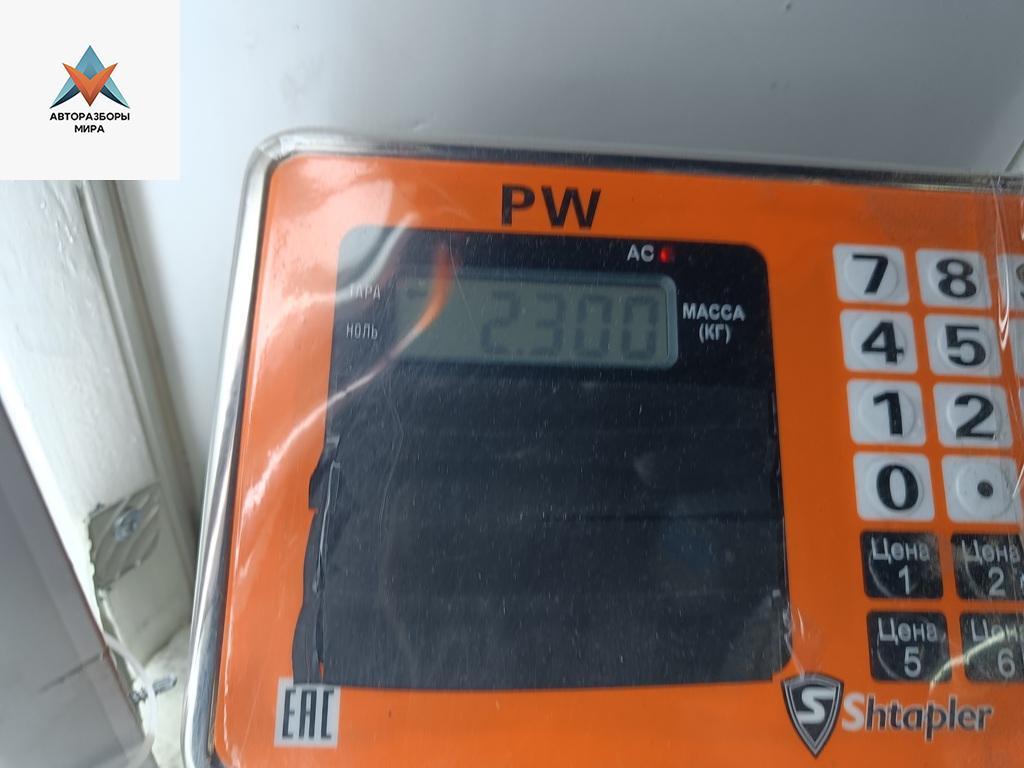 АВТОРАЗБОРЫ
МИРА
PW
AC
ТАРА
НОЛЬ
2.300
МАССА
(КГ)
7 8
4 5
1 2
0 .
Цена Цена
1 2
Цена Цена
5 6
EAC
S Shtapler